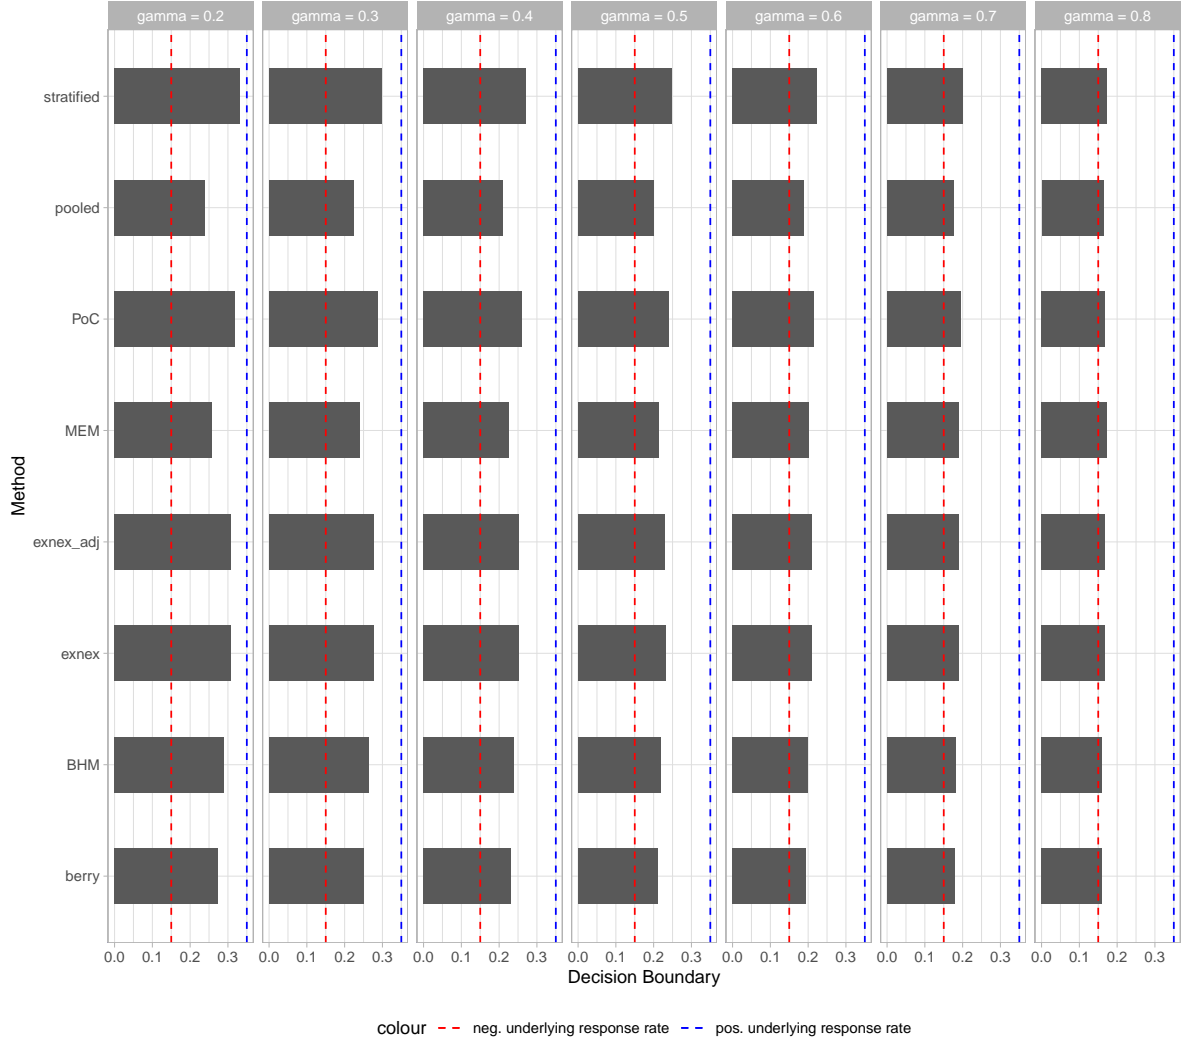 gamma = 0.2 gamma = 0.3 gamma = 0.4 gamma = 0.5 gamma = 0.6 gamma = 0.7 gamma = 0.8
stratified
pooled
PoC
MEM
exnex_adj
exnex
BHM
berry
Method
0.0 0.1 0.2 0.3 0.0 0.1 0.2 0.3 0.0 0.1 0.2 0.3 0.0 0.1 0.2 0.3 0.0 0.1 0.2 0.3 0.0 0.1 0.2 0.3 0.0 0.1 0.2 0.3
Decision Boundary
colour neg. underlying response rate pos. underlying response rate